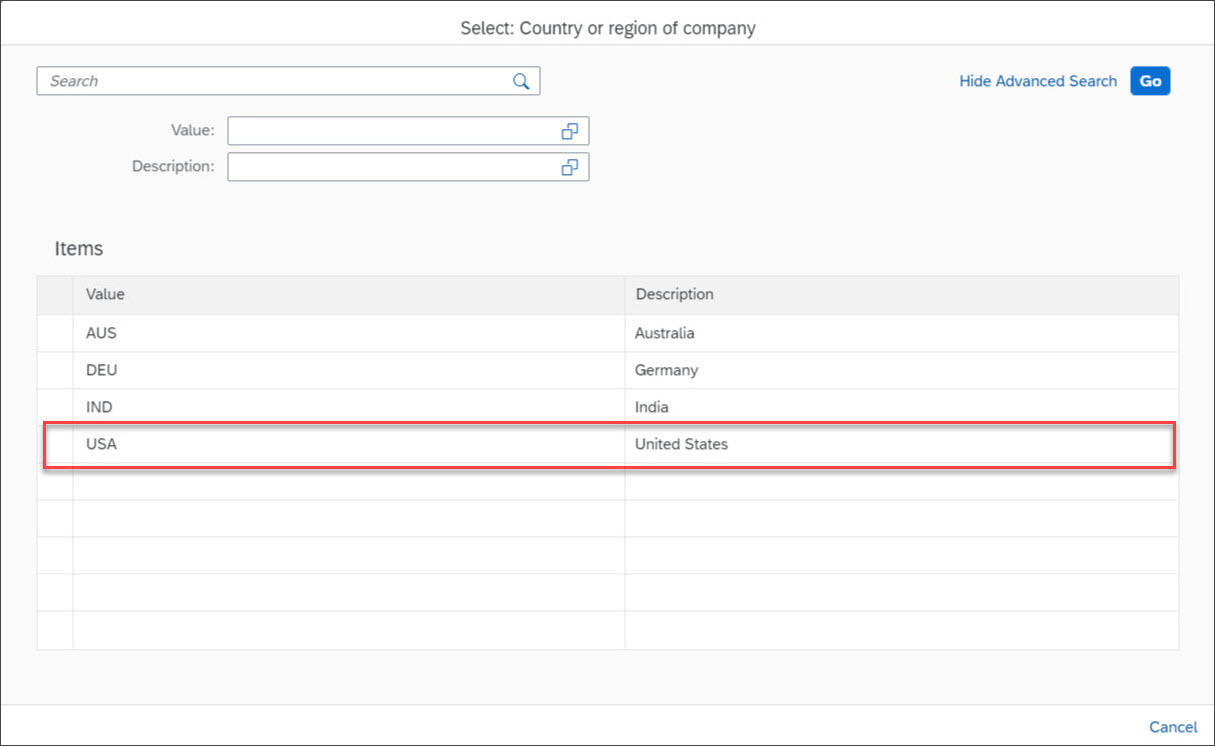 Select: Country or region of company
Search
Hide Advanced Search Go
Value:
Description:
Items
Value Description
AUS Australia
DEU Germany
IND India
USA United States
Cancel